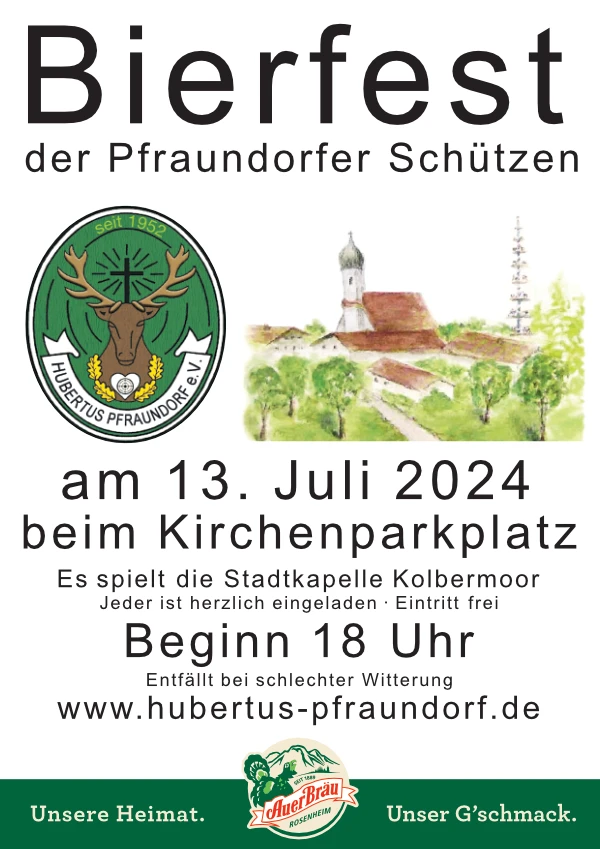 Bierfest
der Pfraundorfer Schützen
seit 1952
HUBERTUS PFRAUNDORF e.V.
am 13. Juli 2024
beim Kirchenparkplatz
Es spielt die Stadtkapelle Kolbermoor
Jeder ist herzlich eingeladen · Eintritt frei
Beginn 18 Uhr
Entfällt bei schlechter Witterung
www.hubertus-pfraundorf.de
SEIT 1889
AuerBräu
ROSENHEIM
Unsere Heimat.
Unser G’schmack.